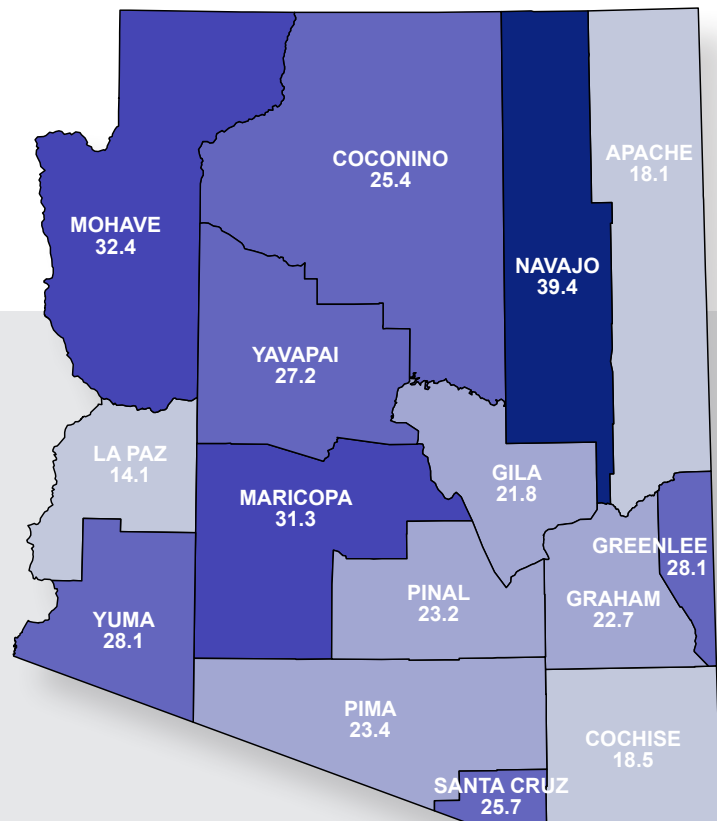 COCONINO
25.4
APACHE
18.1
MOHAVE
32.4
NAVAJO
39.4
YAVAPAI
27.2
LA PAZ
14.1
GILA
21.8
MARICOPA
31.3
GREENLEE
28.1
PINAL
23.2
GRAHAM
22.7
YUMA
28.1
PIMA
23.4
COCHISE
18.5
SANTA CRUZ
25.7